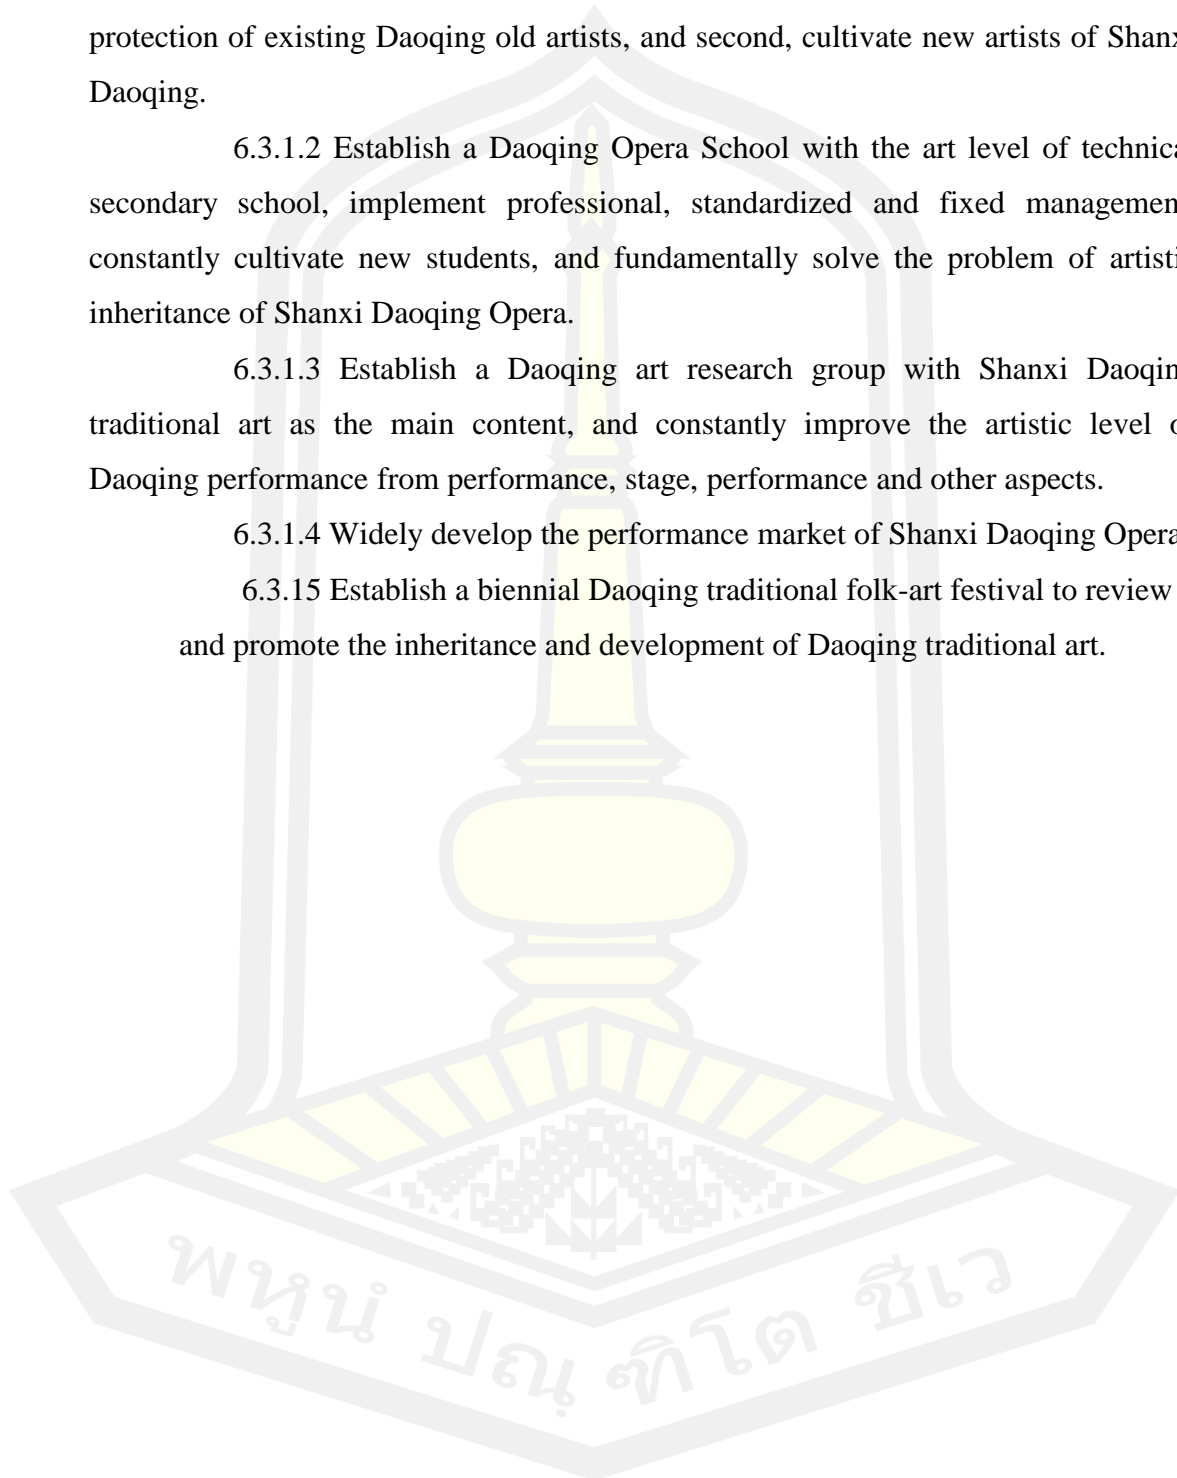 protection of existing Daoqing old artists, and second, cultivate new artists of Shanx
Daoqing.
6.3.1.2 Establish a Daoqing Opera School with the art level of technica
secondary school, implement professional, standardized and fixed managemen
constantly cultivate new students, and fundamentally solve the problem of artisti
inheritance of Shanxi Daoqing Opera.
6.3.1.3 Establish a Daoqing art research group with Shanxi Daoqin
traditional art as the main content, and constantly improve the artistic level o
Daoqing performance from performance, stage, performance and other aspects.
6.3.1.4 Widely develop the performance market of Shanxi Daoqing Opera
6.3.15 Establish a biennial Daoqing traditional folk-art festival to review
and promote the inheritance and development of Daoqing traditional art.
พหูนํ ปณฺฑิโต ชีเว